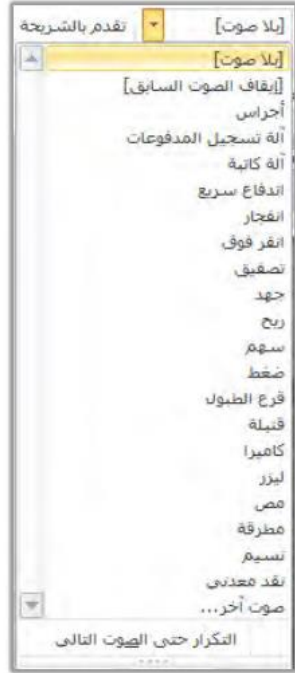 [بلا صوت] تقدم بالشريحة
[بلا صوت]
[إيقاف الصوت السابق]
أجراس
آلة تسجيل المدفوعات
آلة كاتبة
اندفاع سريع
انفجار
انقر فوق
تصفيق
جهد
ريح
سهم
ضغط
قرع الطبول
قنبلة
كاميرا
ليزر
مص
مطرقة
نسيم
نقد معدني
صوت آخر...
التكرار حتى الصوت التالي